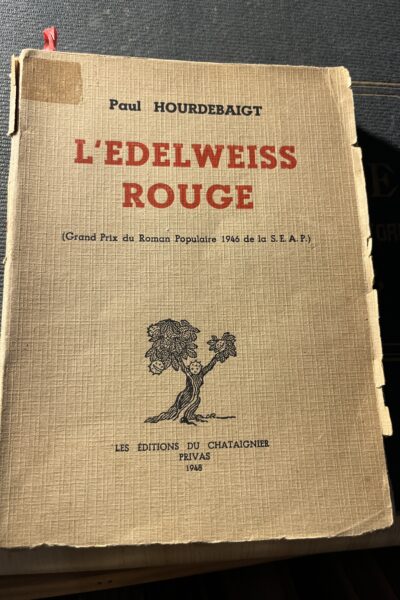 Paul HOURDEBAIGT
L'EDELWEISS
ROUGE
(Grand Prix du Roman Populaire 1946 de la S.E.A.P.)
LES ÉDITIONS DU CHATAIGNIER
PRIVAS
1948